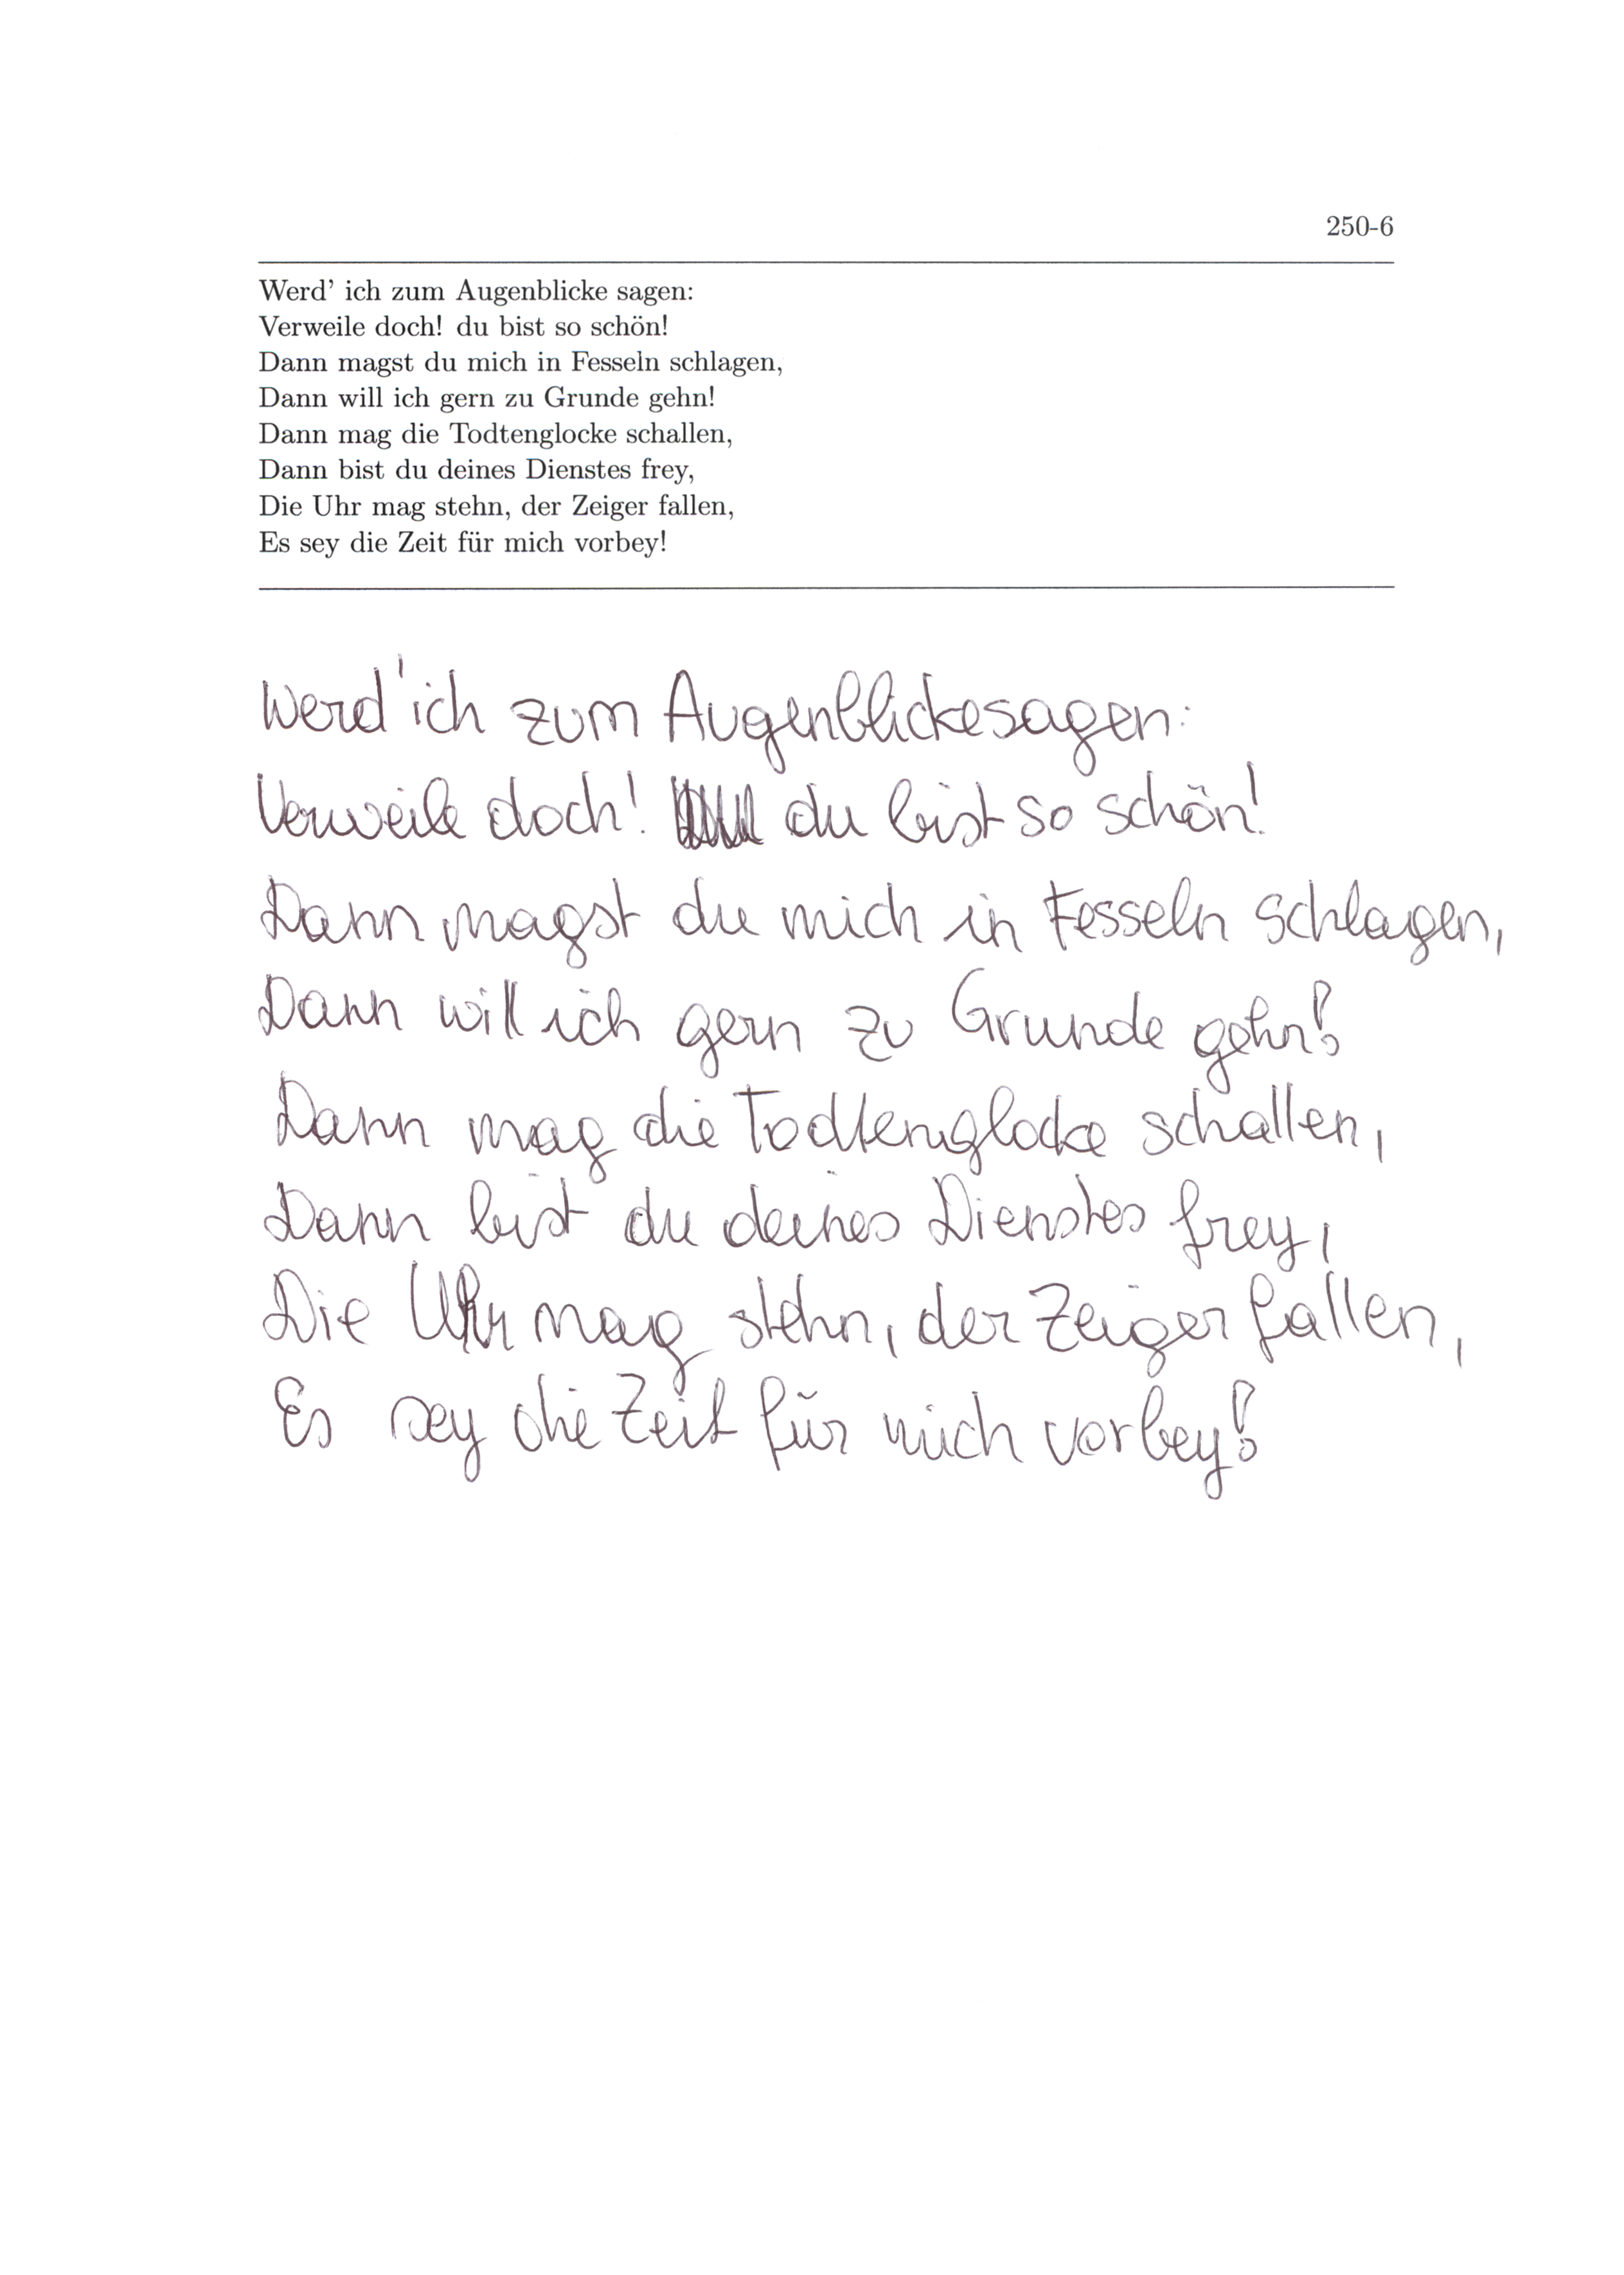 250-6
Werd' ich zum Augenblicke sagen:
Verweile doch! du bist so schön!
Dann magst du mich in Fesseln schlagen,
Dann will ich gern zu Grunde gehn!
Dann mag die Todtenglocke schallen,
Dann bist du deines Dienstes frey,
Die Uhr mag stehn, der Zeiger fallen,
Es sey die Zeit für mich vorbey!
Werd' ich zum Augenblickesagen:
Verweile doch! du bist so schön!
Dann magst du mich in Fesseln schlagen,
Dann will ich gern zu Grunde gehn!
Dann mag die Todtenglocke schallen,
Dann bist du deines Dienstes frey,
Die Uhr mag stehn, der Zeiger fallen,
Es sey die Zeit für mich vorbey!